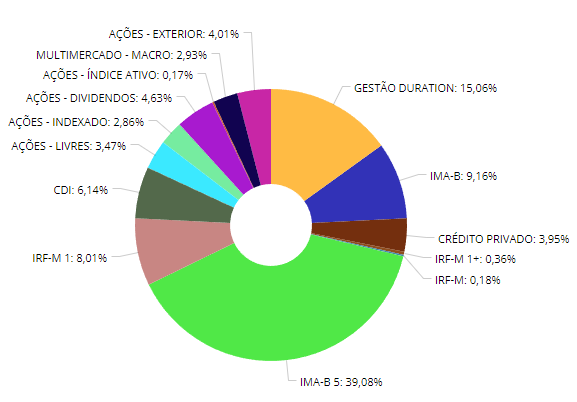 AÇÕES - EXTERIOR: 4,01%
MULTIMERCADO - MACRO: 2,93%
AÇÕES - ÍNDICE ATIVO: 0,17%
AÇÕES - DIVIDENDOS: 4,63%
AÇÕES - INDEXADO: 2,86%
AÇÕES - LIVRES: 3,47%
CDI: 6,14%
IRF-M 1: 8,01%
GESTÃO DURATION: 15,06%
IMA-B: 9,16%
CRÉDITO PRIVADO: 3,95%
IRF-M 1+: 0,36%
IRF-M: 0,18%
IMA-B 5: 39,08%